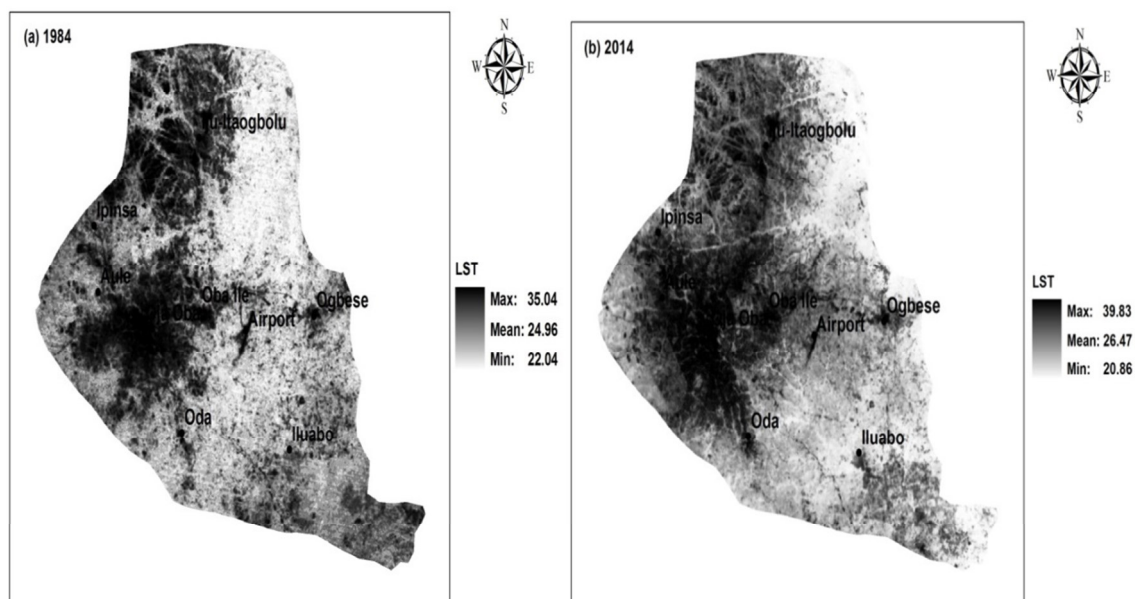 (a) 1984
N
W E
S
Itaogbolu
Ipinsa
Aule
Oba Ile
Ogbese
Airport
Oda
Iluabo
LST
Max: 35.04
Mean: 24.96
Min: 22.04
(b) 2014
N
W E
S
Itaogbolu
Ipinsa
Aule
Oba Ile
Ogbese
Airport
Oda
Iluabo
LST
Max: 39.83
Mean: 26.47
Min: 20.86